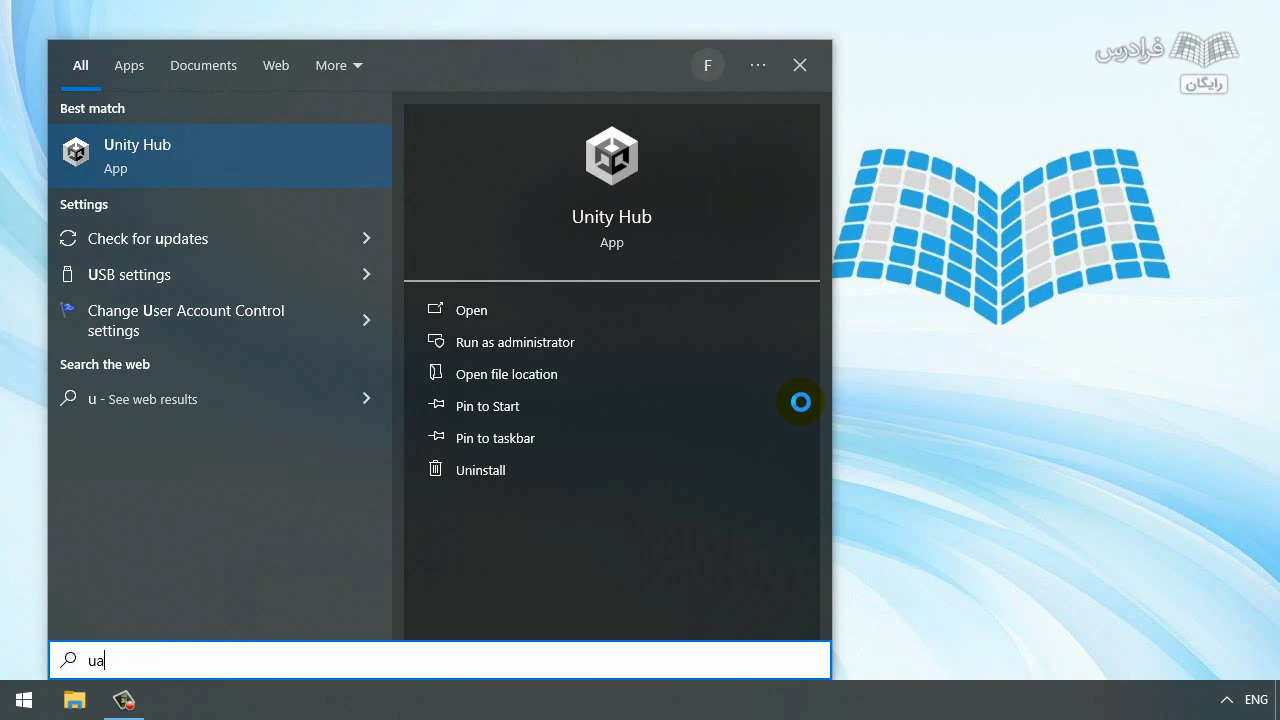 فرادرس
رایگان
All
Apps
Documents
Web
More
F
Best match
Unity Hub
App
Settings
Check for updates
USB settings
Change User Account Control
settings
Search the web
u - See web results
Unity Hub
App
Open
Run as administrator
Open file location
Pin to Start
Pin to taskbar
Uninstall
ua
ENG